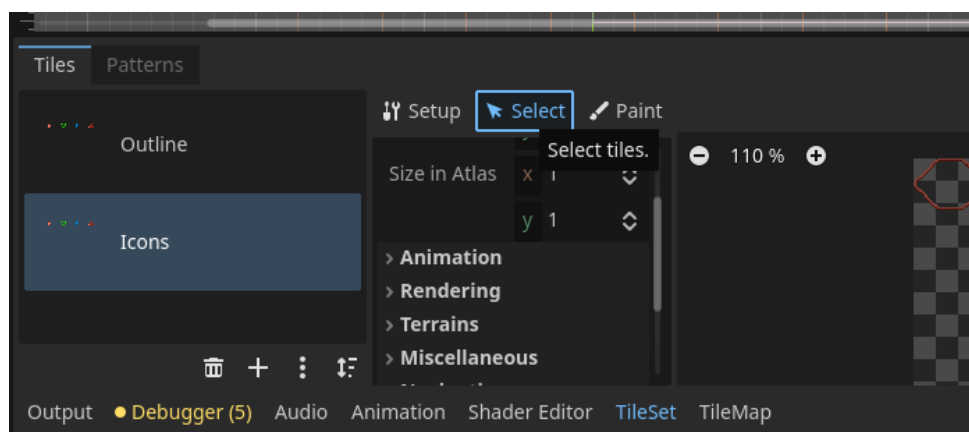 Tiles Patterns
Setup Select Paint
Outline
Select tiles.
110 %
Size in Atlas x 1
y 1
Icons
Animation
Rendering
Terrains
Miscellaneous
Output Debugger (5) Audio Animation Shader Editor TileSet TileMap